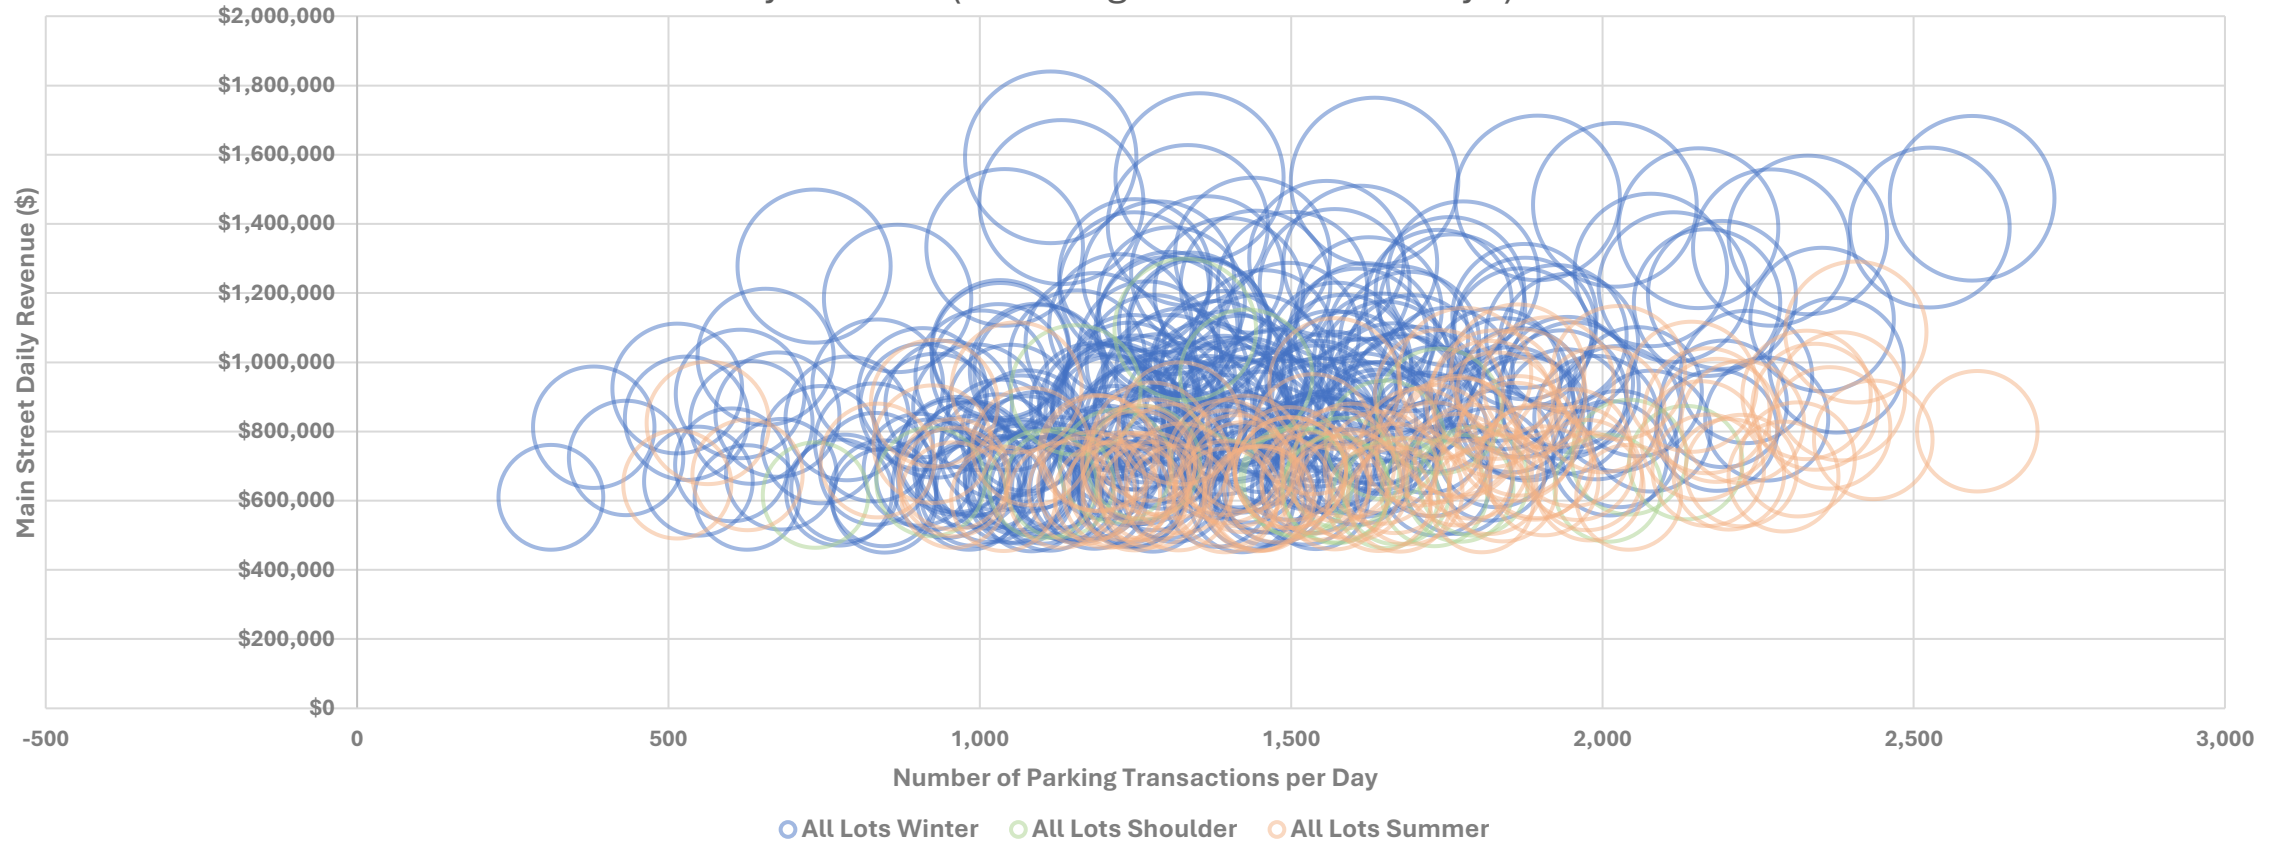 $2,000,000
$1,800,000
$1,600,000
$1,400,000
$1,200,000
$1,000,000
$800,000
$600,000
$400,000
$200,000
$0
Main Street Daily Revenue ($)
-500 0 500 1,000 1,500 2,000 2,500 3,000
Number of Parking Transactions per Day
All Lots Winter All Lots Shoulder All Lots Summer